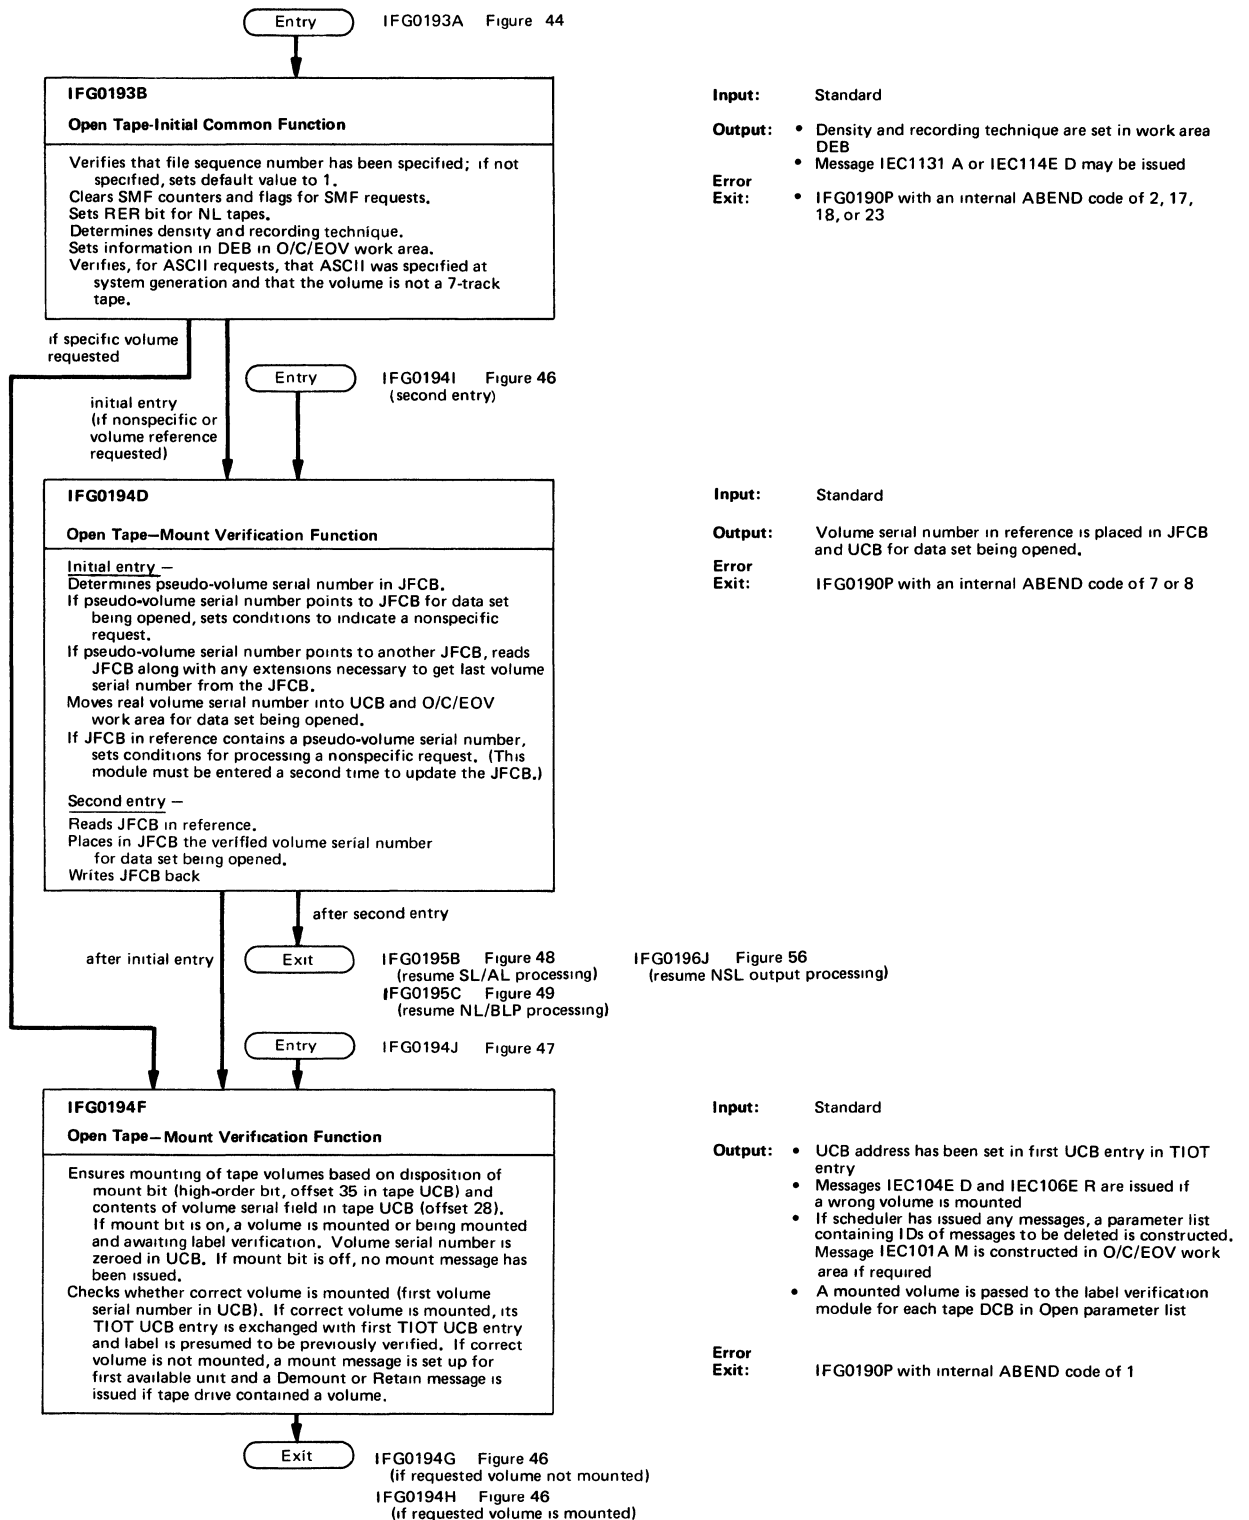 Entry
IFG0193A Figure 44
IFG0193B
Open Tape-Initial Common Function
Verifies that file sequence number has been specified; if not
specified, sets default value to 1.
Clears SMF counters and flags for SMF requests.
Sets RER bit for NL tapes.
Determines density and recording technique.
Sets information in DEB in O/C/EOV work area.
Verifies, for ASCII requests, that ASCII was specified at
system generation and that the volume is not a 7-track
tape.
Input: Standard
Output: • Density and recording technique are set in work area
DEB
• Message IEC1131 A or IEC114E D may be issued
Error
Exit: • IFG0190P with an internal ABEND code of 2, 17,
18, or 23
if specific volume
requested
Entry
IFG0194I Figure 46
(second entry)
initial entry
(if nonspecific or
volume reference
requested)
IFG0194D
Open Tape—Mount Verification Function
Initial entry —
Determines pseudo-volume serial number in JFCB.
If pseudo-volume serial number points to JFCB for data set
being opened, sets conditions to indicate a nonspecific
request.
If pseudo-volume serial number points to another JFCB, reads
JFCB along with any extensions necessary to get last volume
serial number from the JFCB.
Moves real volume serial number into UCB and O/C/EOV
work area for data set being opened.
If JFCB in reference contains a pseudo-volume serial number,
sets conditions for processing a nonspecific request. (This
module must be entered a second time to update the JFCB.)
Second entry —
Reads JFCB in reference.
Places in JFCB the verified volume serial number
for data set being opened.
Writes JFCB back
Input: Standard
Output: Volume serial number in reference is placed in JFCB
and UCB for data set being opened.
Error
Exit: IFG0190P with an internal ABEND code of 7 or 8
after second entry
after initial entry
Exit
IFG0195B Figure 48
(resume SL/AL processing)
IFG0195C Figure 49
(resume NL/BLP processing)
IFG0196J Figure 56
(resume NSL output processing)
Entry
IFG0194J Figure 47
IFG0194F
Open Tape—Mount Verification Function
Ensures mounting of tape volumes based on disposition of
mount bit (high-order bit, offset 35 in tape UCB) and
contents of volume serial field in tape UCB (offset 28).
If mount bit is on, a volume is mounted or being mounted
and awaiting label verification. Volume serial number is
zeroed in UCB. If mount bit is off, no mount message has
been issued.
Checks whether correct volume is mounted (first volume
serial number in UCB). If correct volume is mounted, its
TIOT UCB entry is exchanged with first TIOT UCB entry
and label is presumed to be previously verified. If correct
volume is not mounted, a mount message is set up for
first available unit and a Demount or Retain message is
issued if tape drive contained a volume.
Input: Standard
Output: • UCB address has been set in first UCB entry in TIOT
entry
• Messages IEC104E D and IEC106E R are issued if
a wrong volume is mounted
• If scheduler has issued any messages, a parameter list
containing IDs of messages to be deleted is constructed.
Message IEC101A M is constructed in O/C/EOV work
area if required
• A mounted volume is passed to the label verification
module for each tape DCB in Open parameter list
Error
Exit: IFG0190P with internal ABEND code of 1
Exit
IFG0194G Figure 46
(if requested volume not mounted)
IFG0194H Figure 46
(if requested volume is mounted)